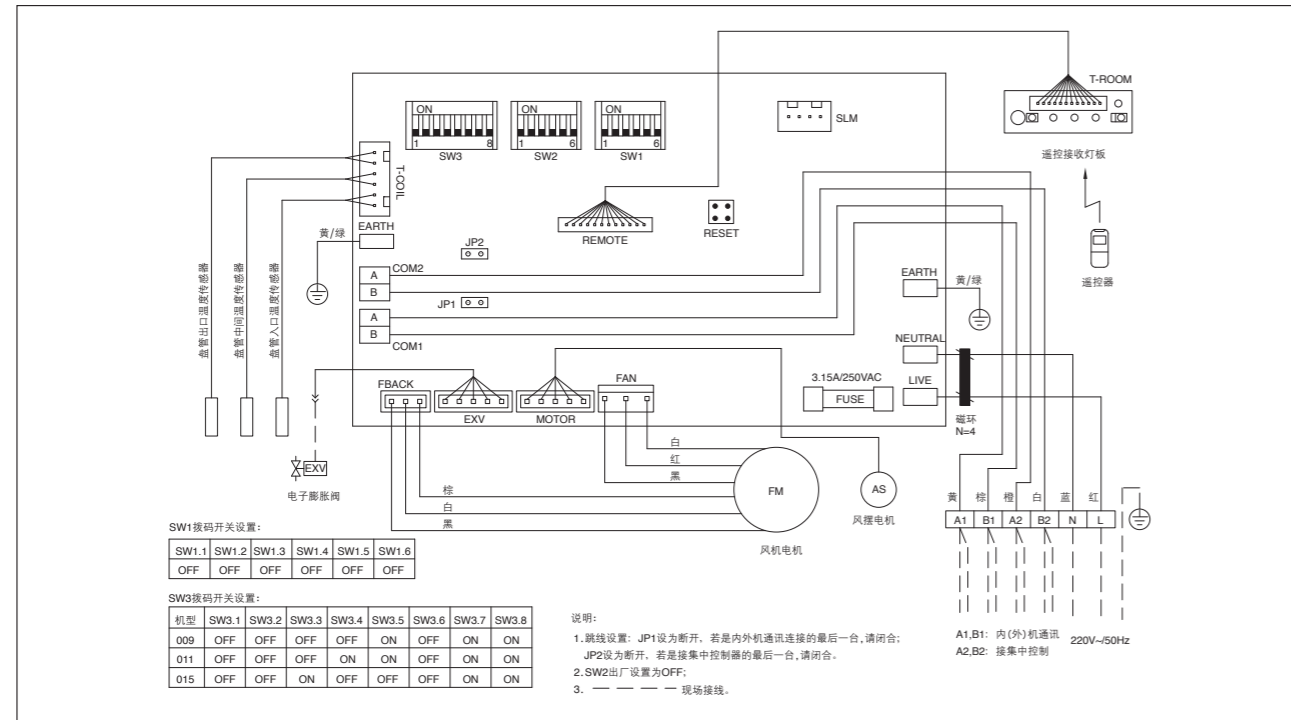 T-ROOM
遥控接收灯板
遥控器
ON
1 8
SW3
ON
1 6
SW2
ON
1 6
SW1
SLM
T-COIL
EARTH
黄/绿
盘管出口温度传感器
盘管中间温度传感器
盘管入口温度传感器
REMOTE
RESET
JP2
A
B
COM2
JP1
A
B
COM1
EARTH
黄/绿
NEUTRAL
LIVE
3.15A/250VAC
FUSE
磁环
N=4
FBACK
EXV
MOTOR
FAN
EXV
电子膨胀阀
白
红
黑
棕
白
黑
FM
风机电机
AS
风摆电机
黄 棕 橙 白 蓝 红
A1 B1 A2 B2 N L
A1,B1: 内(外)机通讯
A2,B2: 接集中控制
220V~/50Hz
SW1拨码开关设置:
SW1.1 SW1.2 SW1.3 SW1.4 SW1.5 SW1.6
OFF OFF OFF OFF OFF OFF
SW3拨码开关设置:
机型 SW3.1 SW3.2 SW3.3 SW3.4 SW3.5 SW3.6 SW3.7 SW3.8
009 OFF OFF OFF OFF ON OFF ON ON
011 OFF OFF OFF ON ON OFF ON ON
015 OFF OFF ON OFF OFF OFF ON ON
说明:
1.跳线设置: JP1设为断开, 若是内外机通讯连接的最后一台,请闭合;
JP2设为断开, 若是接集中控制器的最后一台,请闭合。
2.SW2出厂设置为OFF;
3. — — — — 现场接线。